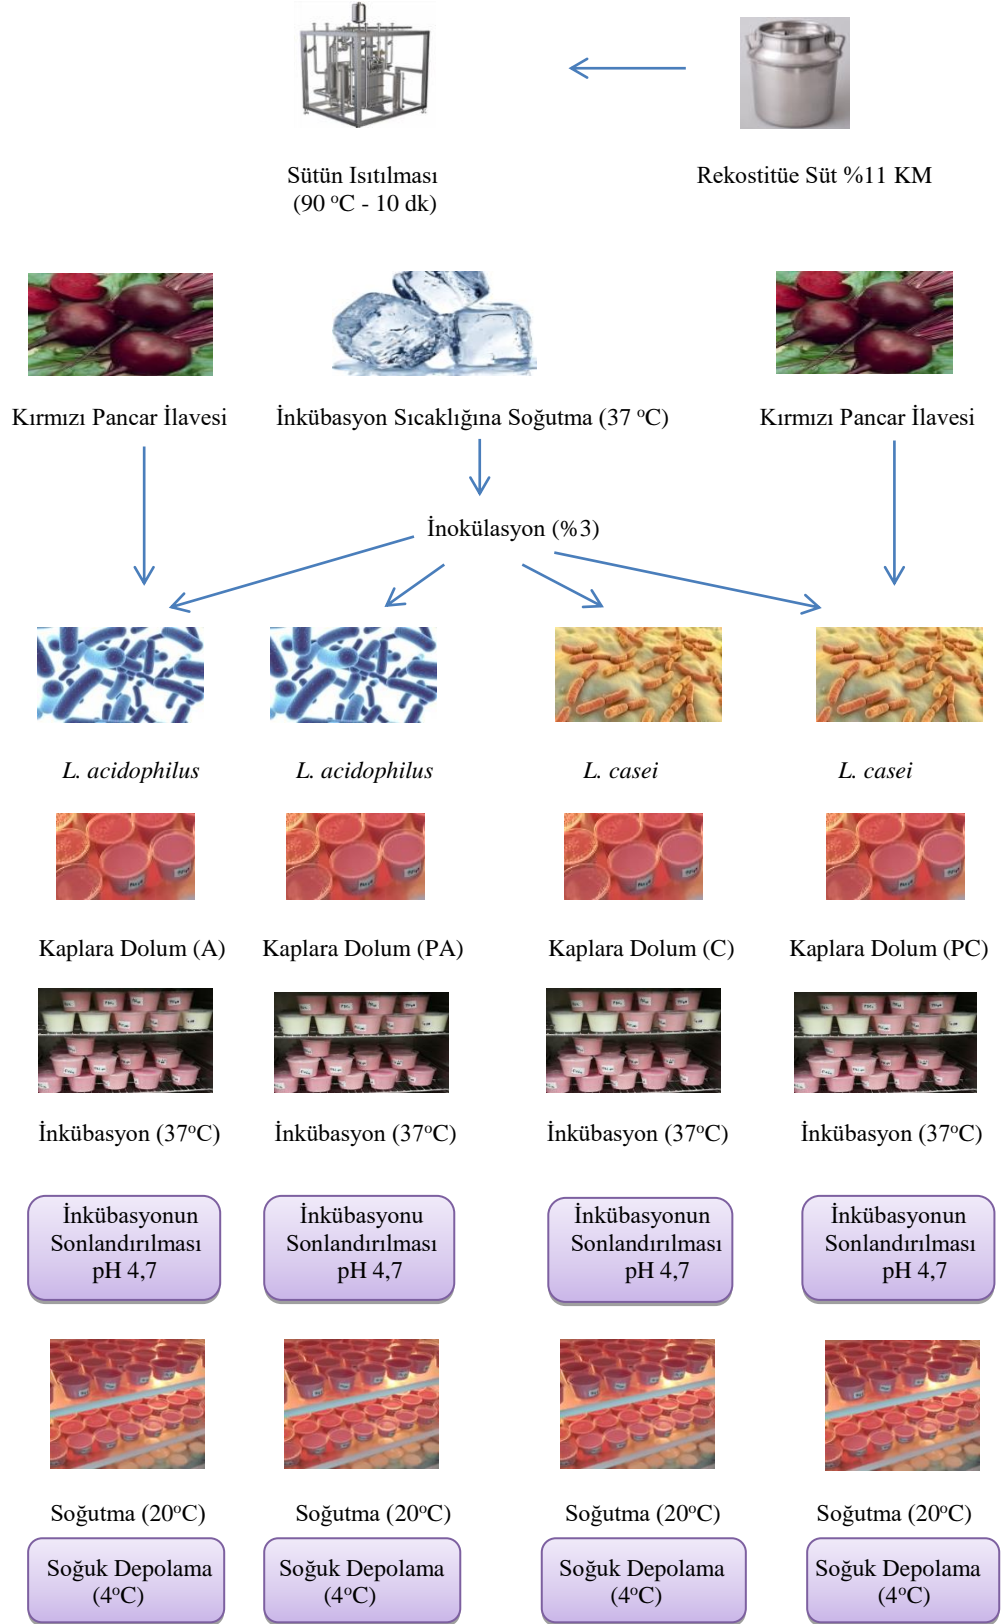 Sütün Isıtılması
(90 ºC - 10 dk)
Rekostitüe Süt %11 KM
Kırmızı Pancar İlavesi
İnkübasyon Sıcaklığına Soğutma (37 ºC)
Kırmızı Pancar İlavesi
İnokülasyon (%3)
L. acidophilus
L. acidophilus
L. casei
L. casei
Kaplara Dolum (A)
Kaplara Dolum (PA)
Kaplara Dolum (C)
Kaplara Dolum (PC)
İnkübasyon (37ºC)
İnkübasyon (37ºC)
İnkübasyon (37ºC)
İnkübasyon (37ºC)
İnkübasyonun
Sonlandırılması
pH 4,7
İnkübasyonu
Sonlandırılması
pH 4,7
İnkübasyonun
Sonlandırılması
pH 4,7
İnkübasyonun
Sonlandırılması
pH 4,7
Soğutma (20ºC)
Soğutma (20ºC)
Soğutma (20ºC)
Soğutma (20ºC)
Soğuk Depolama
(4ºC)
Soğuk Depolama
(4ºC)
Soğuk Depolama
(4ºC)
Soğuk Depolama
(4ºC)